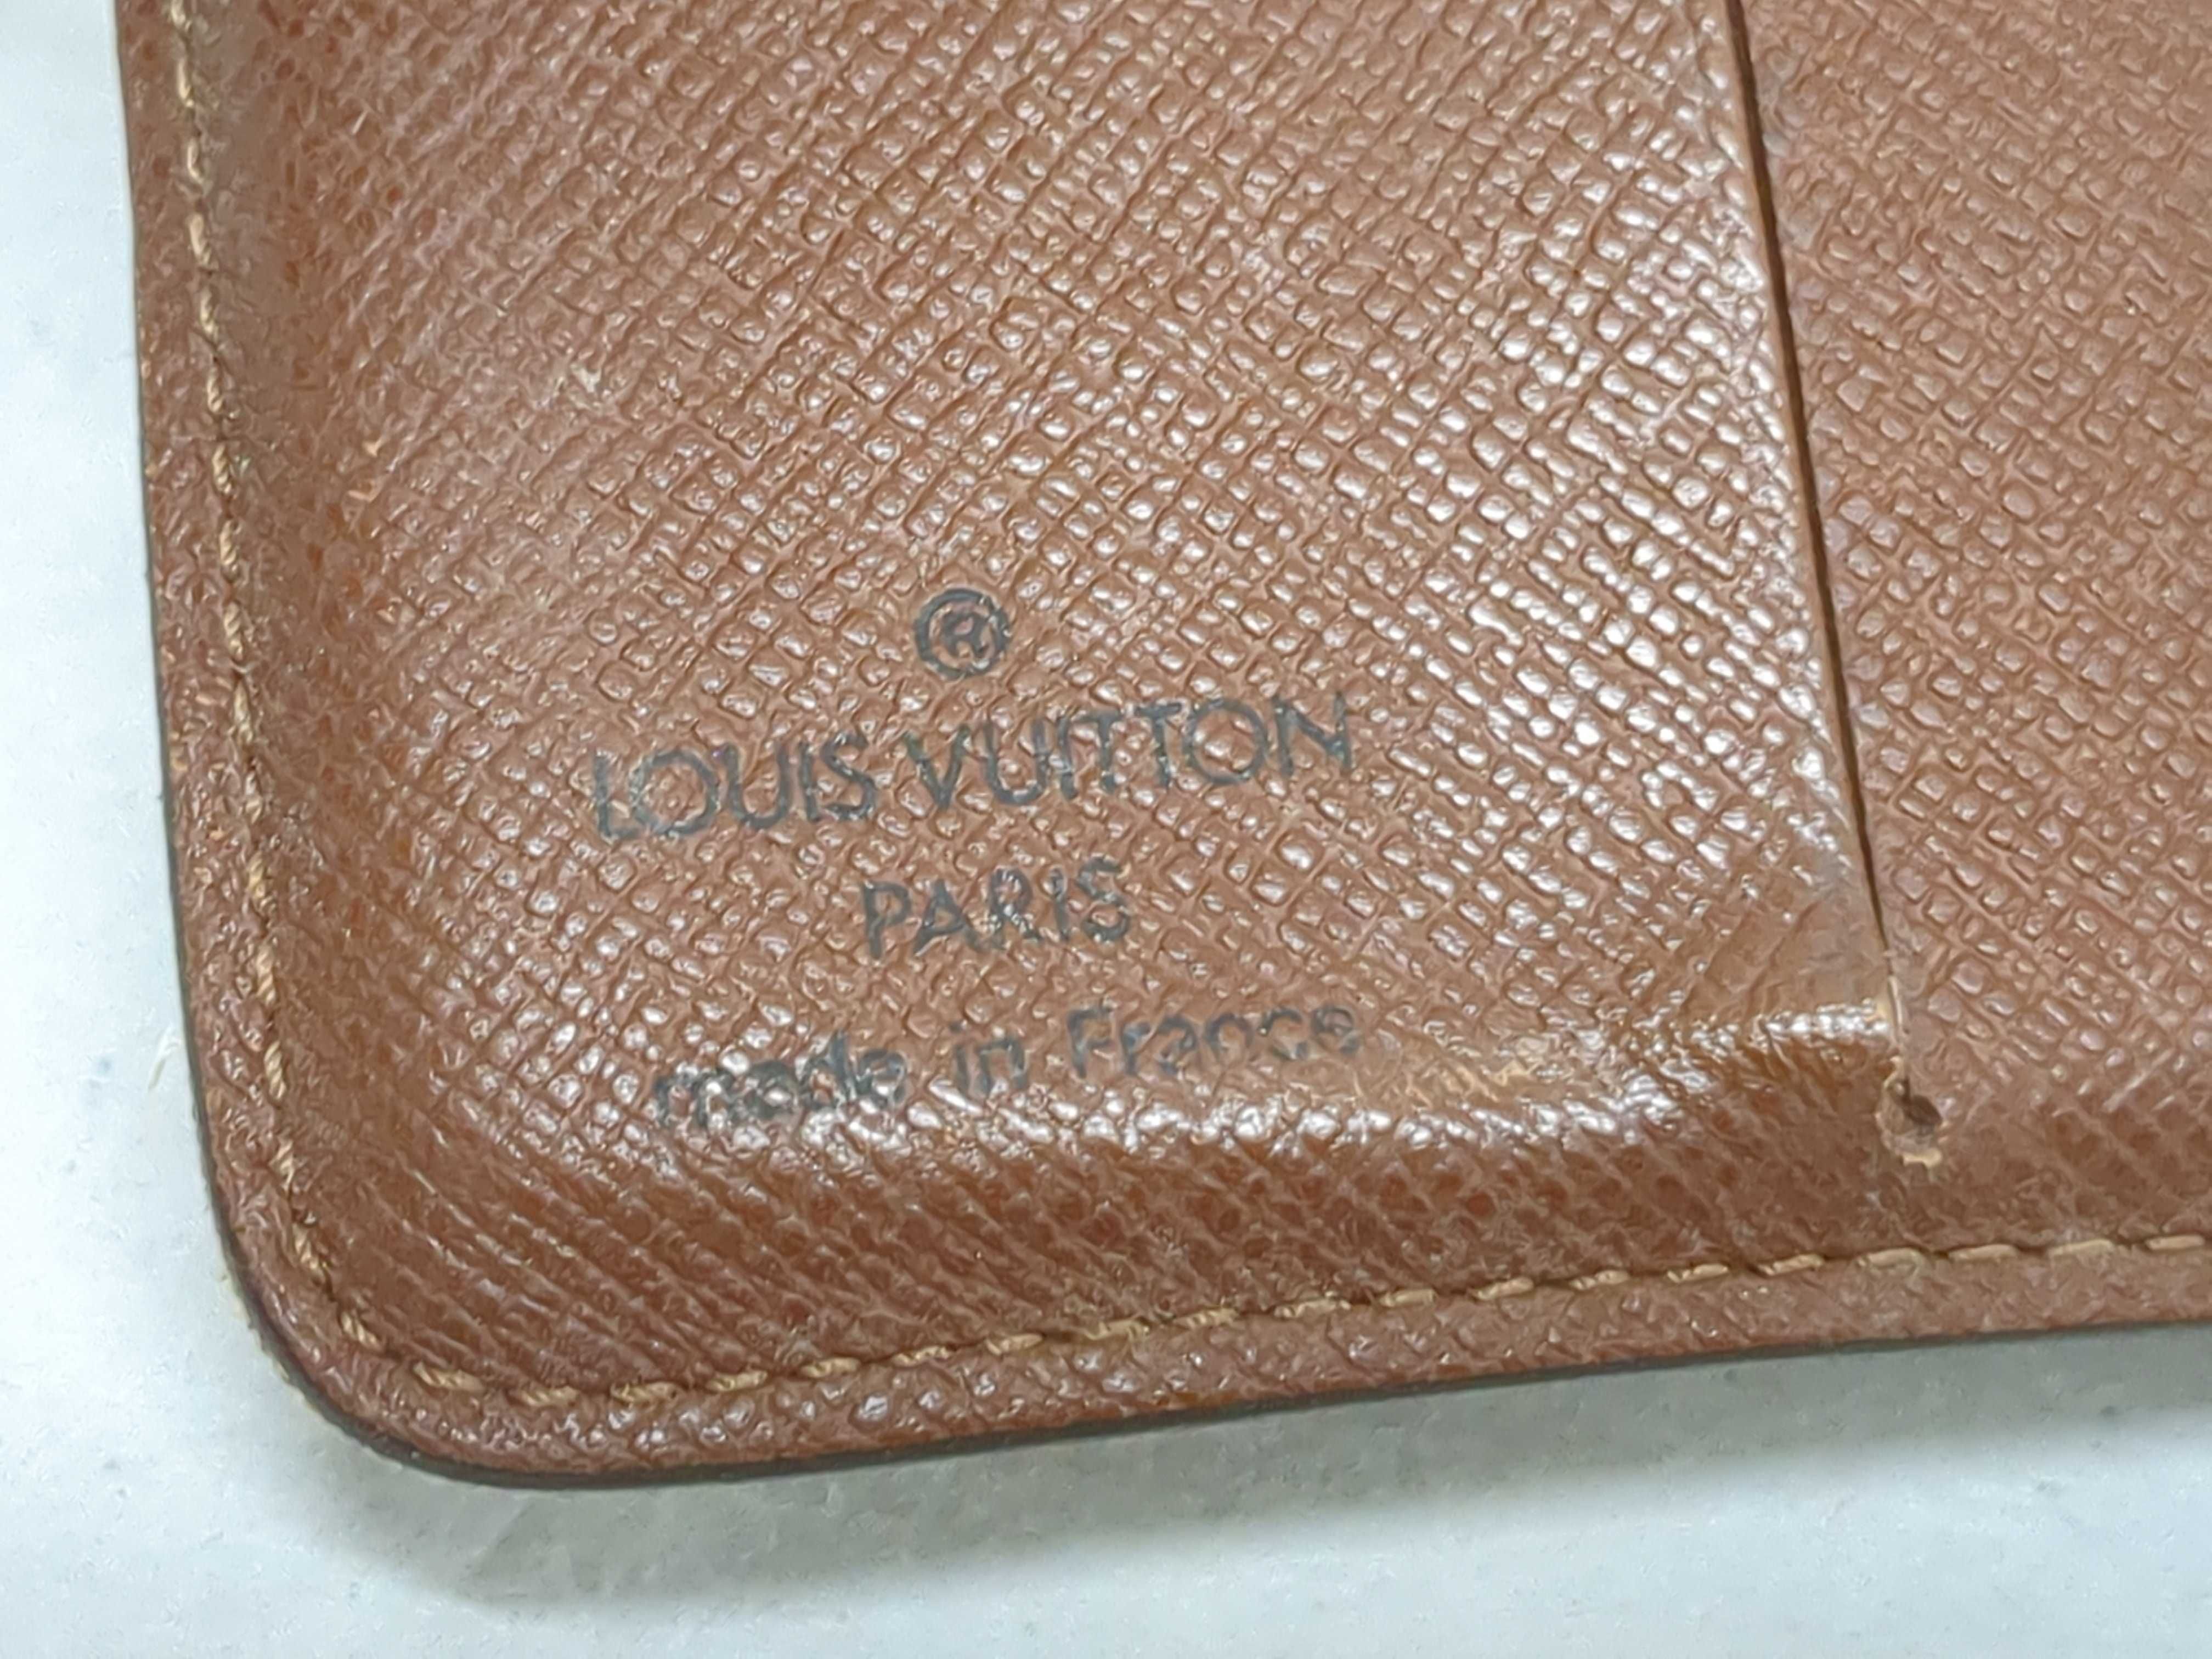 ®
LOUIS VUITTON
PARIS
made in France